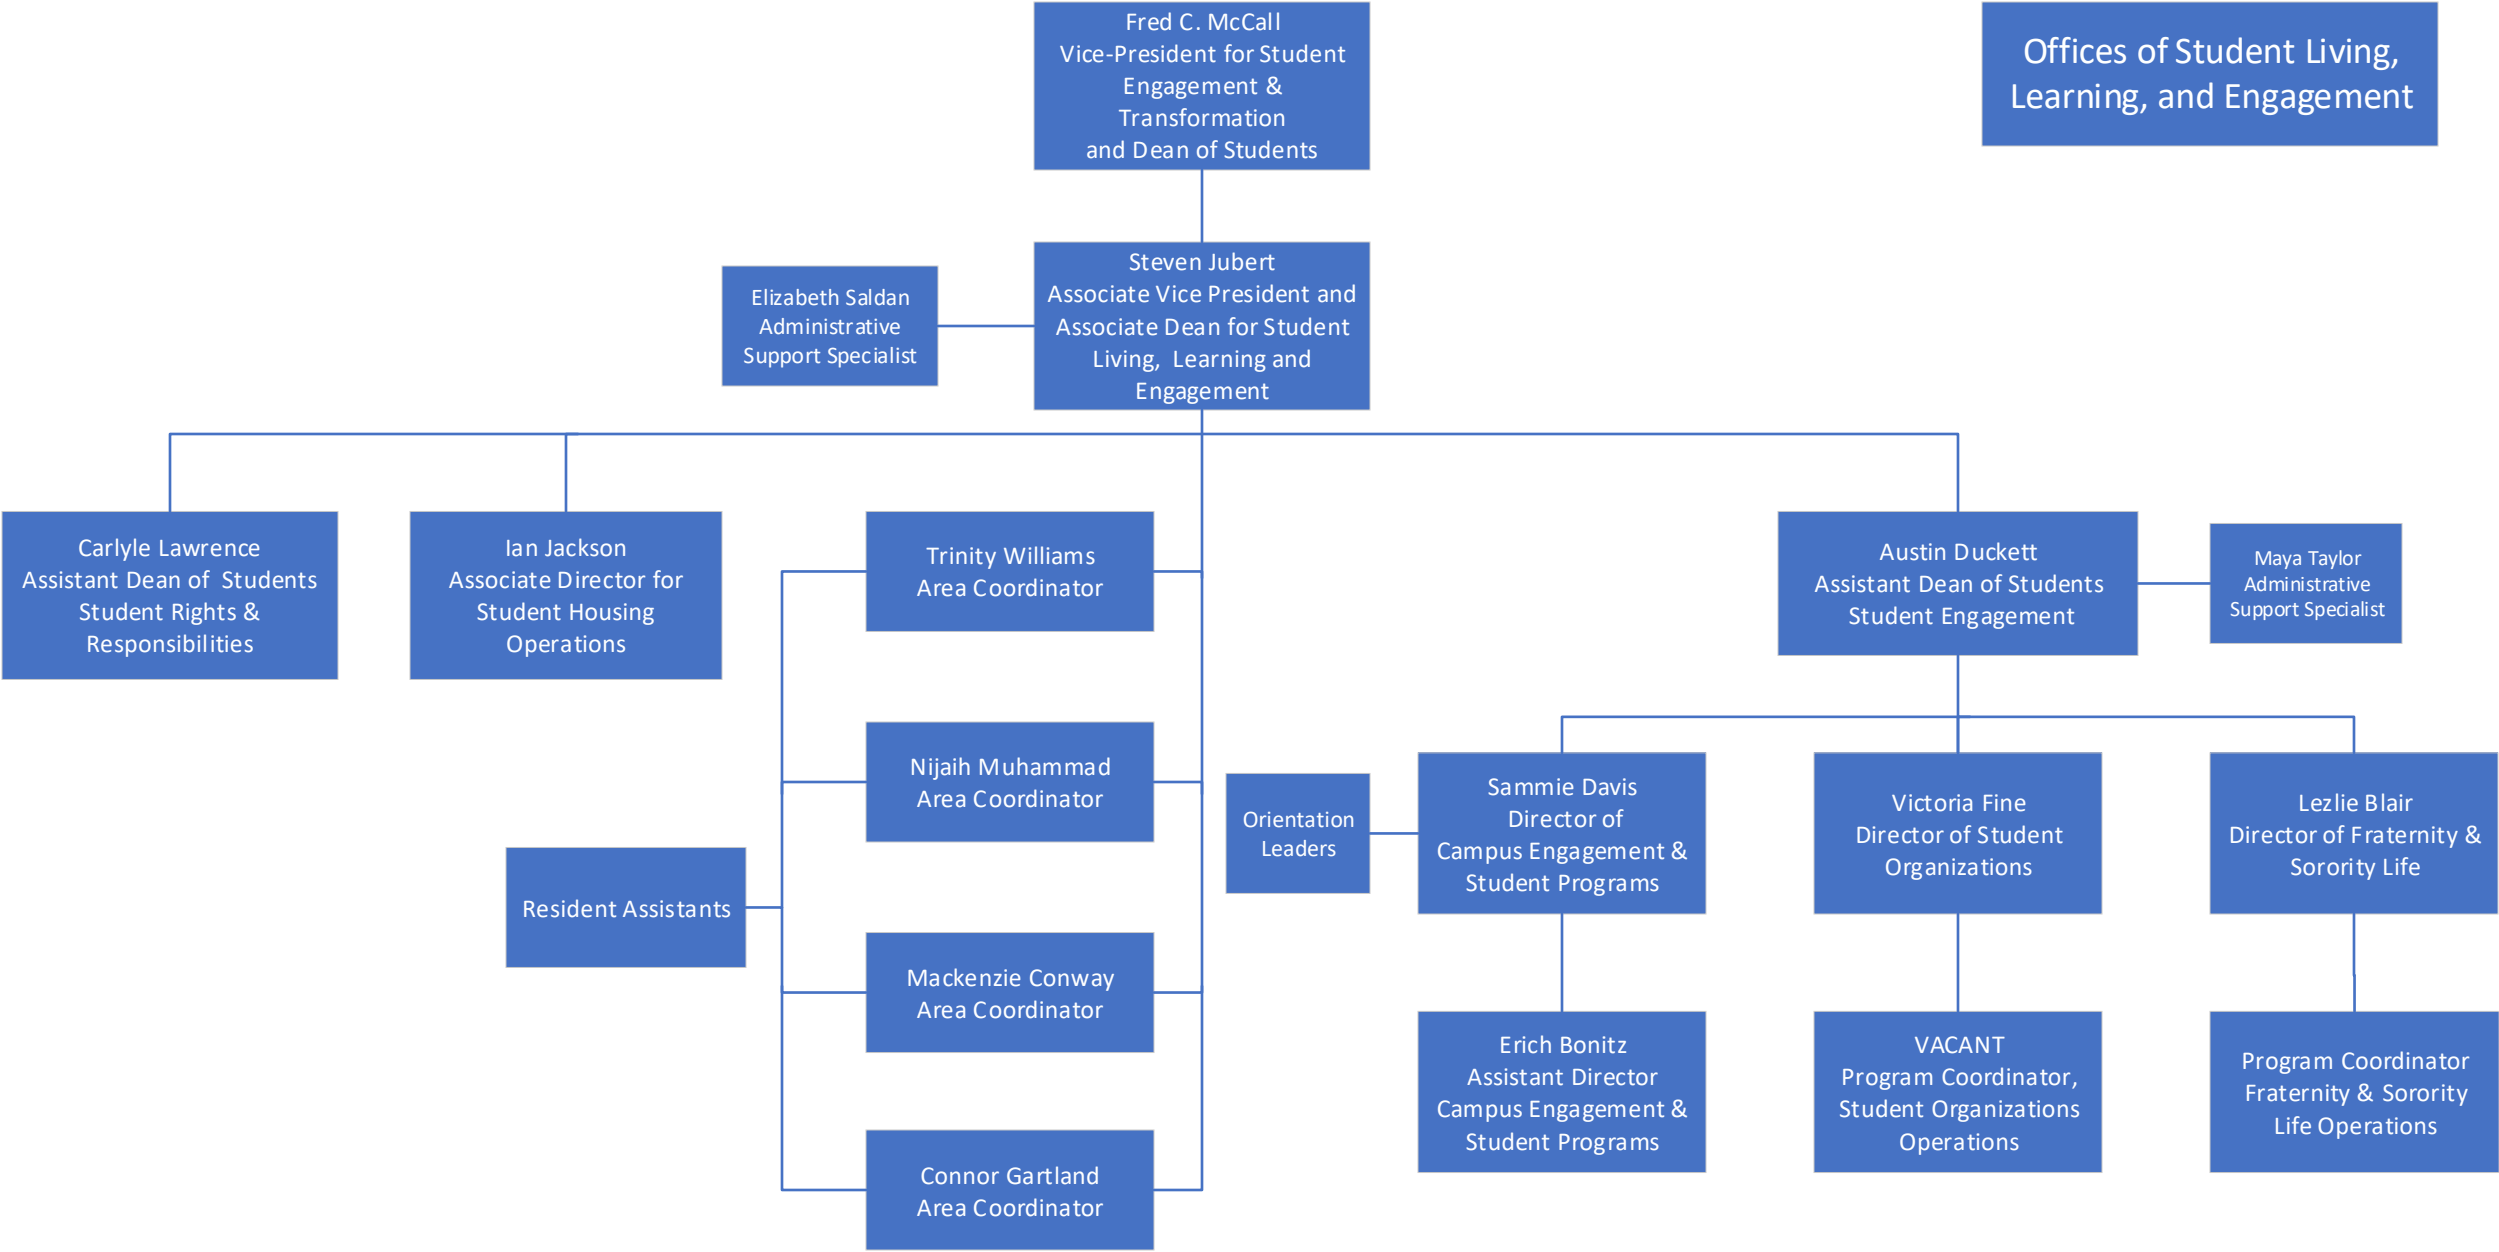 Fred C. McCall
Vice-President for Student
Engagement &
Transformation
and Dean of Students
Offices of Student Living,
Learning, and Engagement
Elizabeth Saldan
Administrative
Support Specialist
Steven Jubert
Associate Vice President and
Associate Dean for Student
Living,  Learning and
Engagement
Carlyle Lawrence
Assistant Dean of  Students
Student Rights &
Responsibilities
Ian Jackson
Associate Director for
Student Housing
Operations
Trinity Williams
Area Coordinator
Austin Duckett
Assistant Dean of Students
Student Engagement
Maya Taylor
Administrative
Support Specialist
Nijaih Muhammad
Area Coordinator
Orientation
Leaders
Sammie Davis
Director of
Campus Engagement &
Student Programs
Victoria Fine
Director of Student
Organizations
Lezlie Blair
Director of Fraternity &
Sorority Life
Resident Assistants
Mackenzie Conway
Area Coordinator
Erich Bonitz
Assistant Director
Campus Engagement &
Student Programs
VACANT
Program Coordinator,
Student Organizations
Operations
Program Coordinator
Fraternity & Sorority
Life Operations
Connor Gartland
Area Coordinator